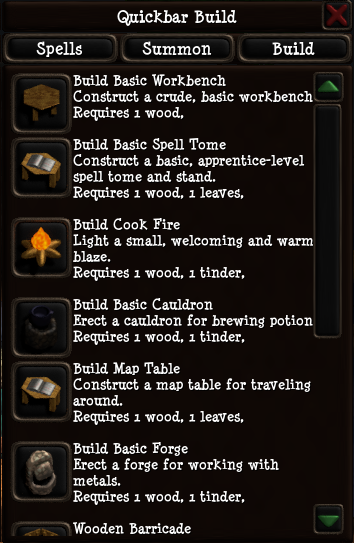 Quickbar Build
Spells
Summon
Build
Build Basic Workbench
Construct a crude, basic workbench
Requires 1 wood,
Build Basic Spell Tome
Construct a basic, apprentice-level
spell tome and stand.
Requires 1 wood, 1 leaves,
Build Cook Fire
Light a small, welcoming and warm
blaze.
Requires 1 wood, 1 tinder,
Build Basic Cauldron
Erect a cauldron for brewing potion
Requires 1 wood, 1 tinder,
Build Map Table
Construct a map table for traveling
around.
Requires 1 wood, 1 leaves,
Build Basic Forge
Erect a forge for working with
metals.
Requires 1 wood, 1 tinder,
Wooden Barricade